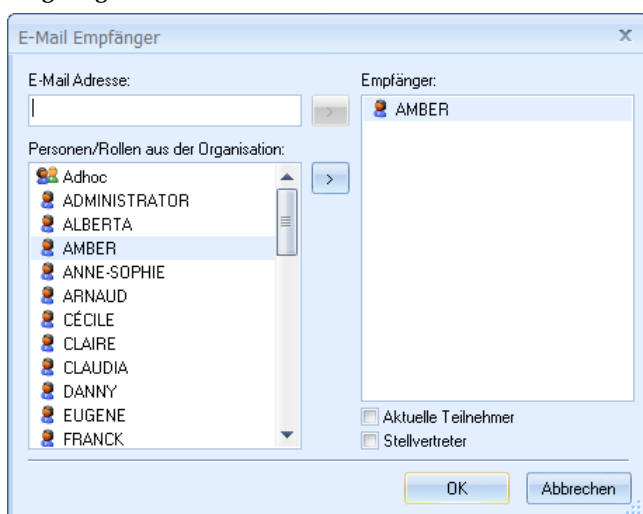 E-Mail Empfänger
E-Mail Adresse:
>
Personen/Rollen aus der Organisation:
Adhoc
ADMINISTRATOR
ALBERTA
AMBER
ANNE-SOPHIE
ARNAUD
CÉCILE
CLAIRE
CLAUDIA
DANNY
EUGENE
FRANCK
>
Empfänger:
AMBER
Aktuelle Teilnehmer
Stellvertreter
OK
Abbrechen